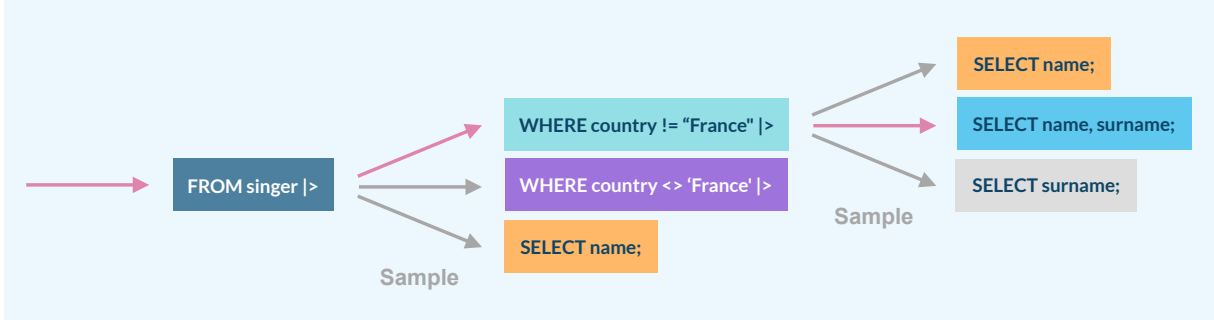 FROM singer |>
Sample
WHERE country != “France" |>
WHERE country <> ‘France' |>
SELECT name;
Sample
SELECT name;
SELECT name, surname;
SELECT surname;